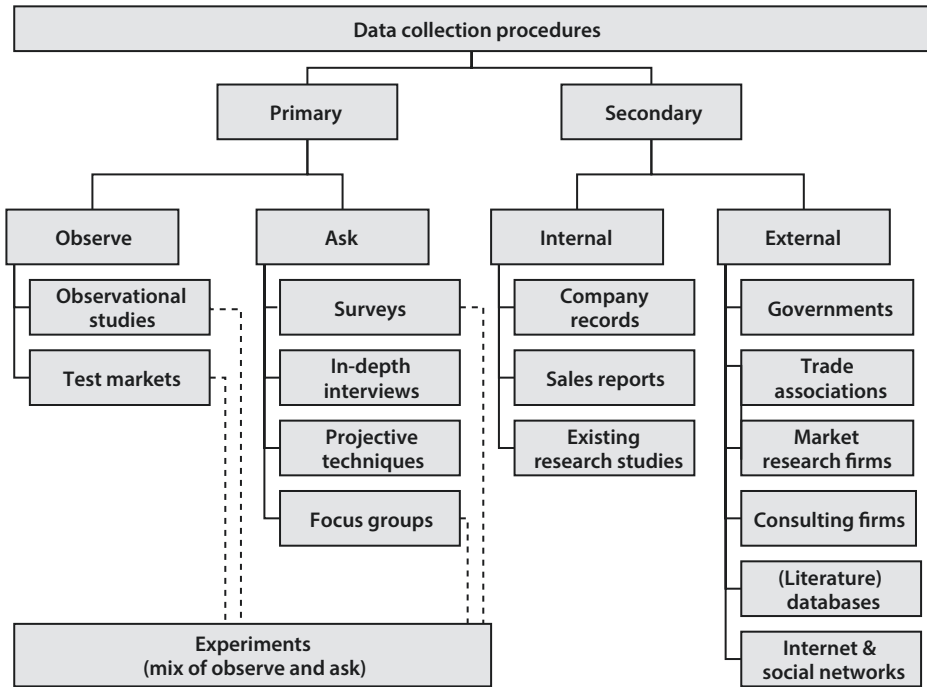 Data collection procedures
Primary
Secondary
Observe
Ask
Internal
External
Observational
studies
Test markets
Surveys
In-depth
interviews
Projective
techniques
Focus groups
Company
records
Sales reports
Existing
research studies
Governments
Trade
associations
Market
research firms
Consulting firms
(Literature)
databases
Internet &
social networks
Experiments
(mix of observe and ask)